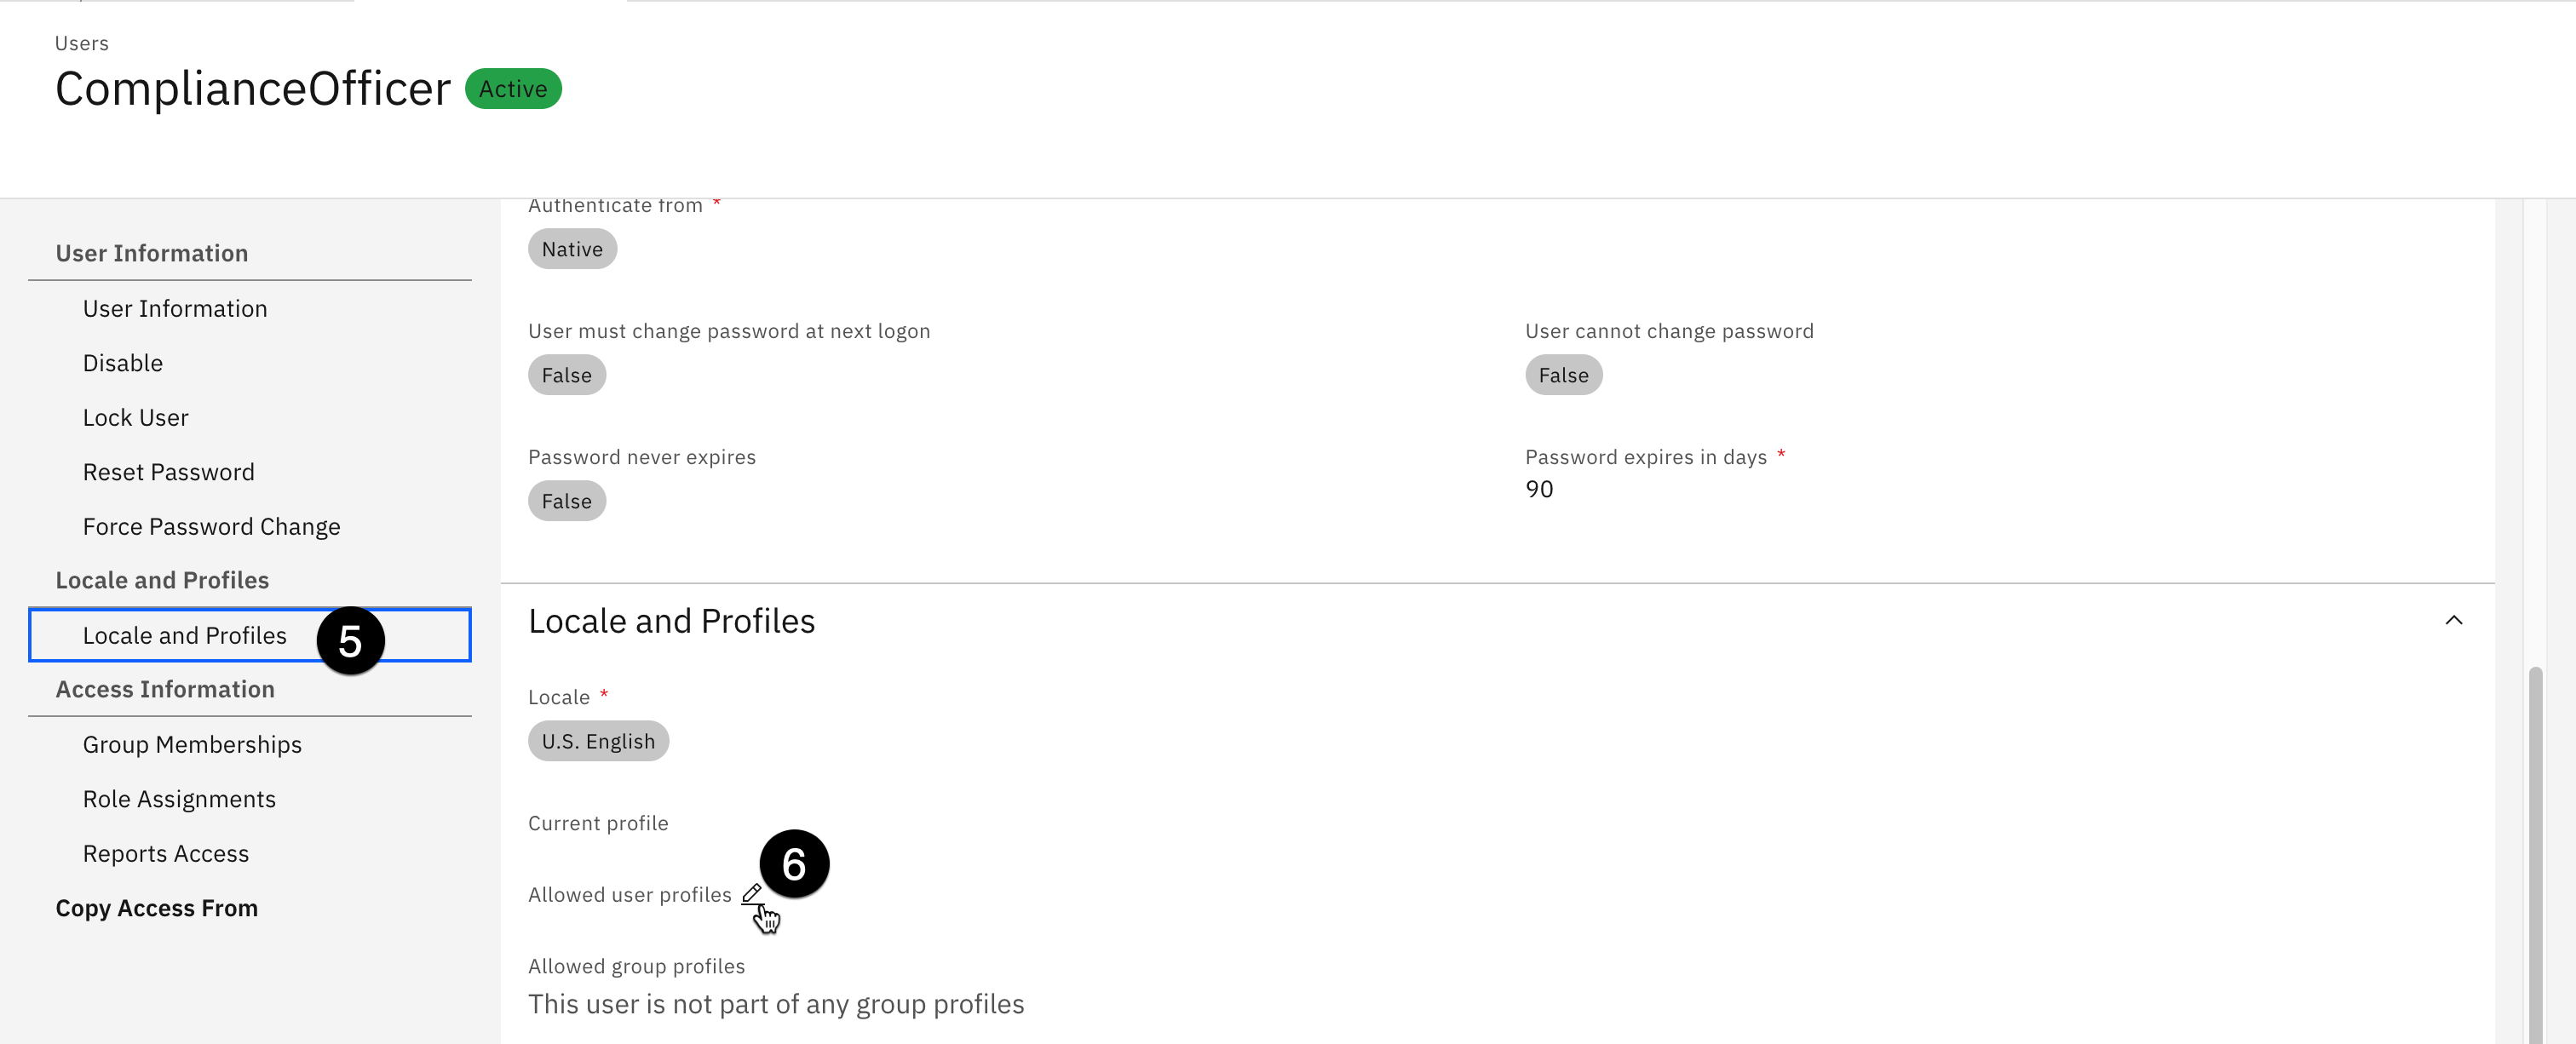 Users
ComplianceOfficer Active
User Information
User Information
Disable
Lock User
Reset Password
Force Password Change
Locale and Profiles
Locale and Profiles 5
Access Information
Group Memberships
Role Assignments
Reports Access
Copy Access From
Authenticate from *
Native
User must change password at next logon
False
User cannot change password
False
Password never expires
False
Password expires in days *
90
Locale and Profiles
Locale *
U.S. English
Current profile
6
Allowed user profiles
Allowed group profiles
This user is not part of any group profiles